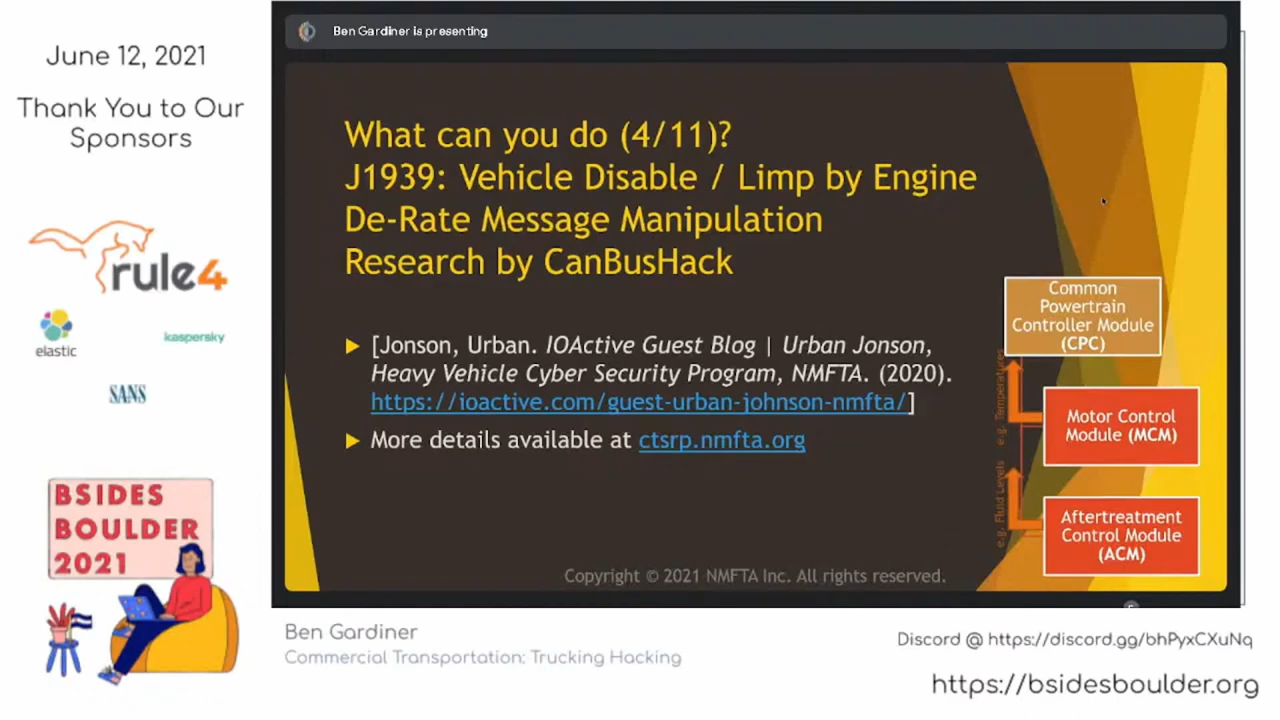 June 12, 2021
Thank You to Our
Sponsors
rule4
elastic
kaspersky
SANS
BSIDES
BOULDER
2021
Ben Gardiner is presenting
What can you do (4/11)?
J1939: Vehicle Disable / Limp by Engine
De-Rate Message Manipulation
Research by CanBusHack
▶ [Jonson, Urban. IOActive Guest Blog | Urban Jonson,
Heavy Vehicle Cyber Security Program, NMFTA. (2020).
https://ioactive.com/guest-urban-johnson-nmfta/]
▶ More details available at ctsrp.nmfta.org
Common
Powertrain
Controller Module
(CPC)
e.g. Temperatures
Motor Control
Module (MCM)
e.g. Fluid Levels
Aftertreatment
Control Module
(ACM)
Copyright © 2021 NMFTA Inc. All rights reserved.
Ben Gardiner
Commercial Transportation: Trucking Hacking
Discord @ https://discord.gg/bhPyxCXuNq
https://bsidesboulder.org